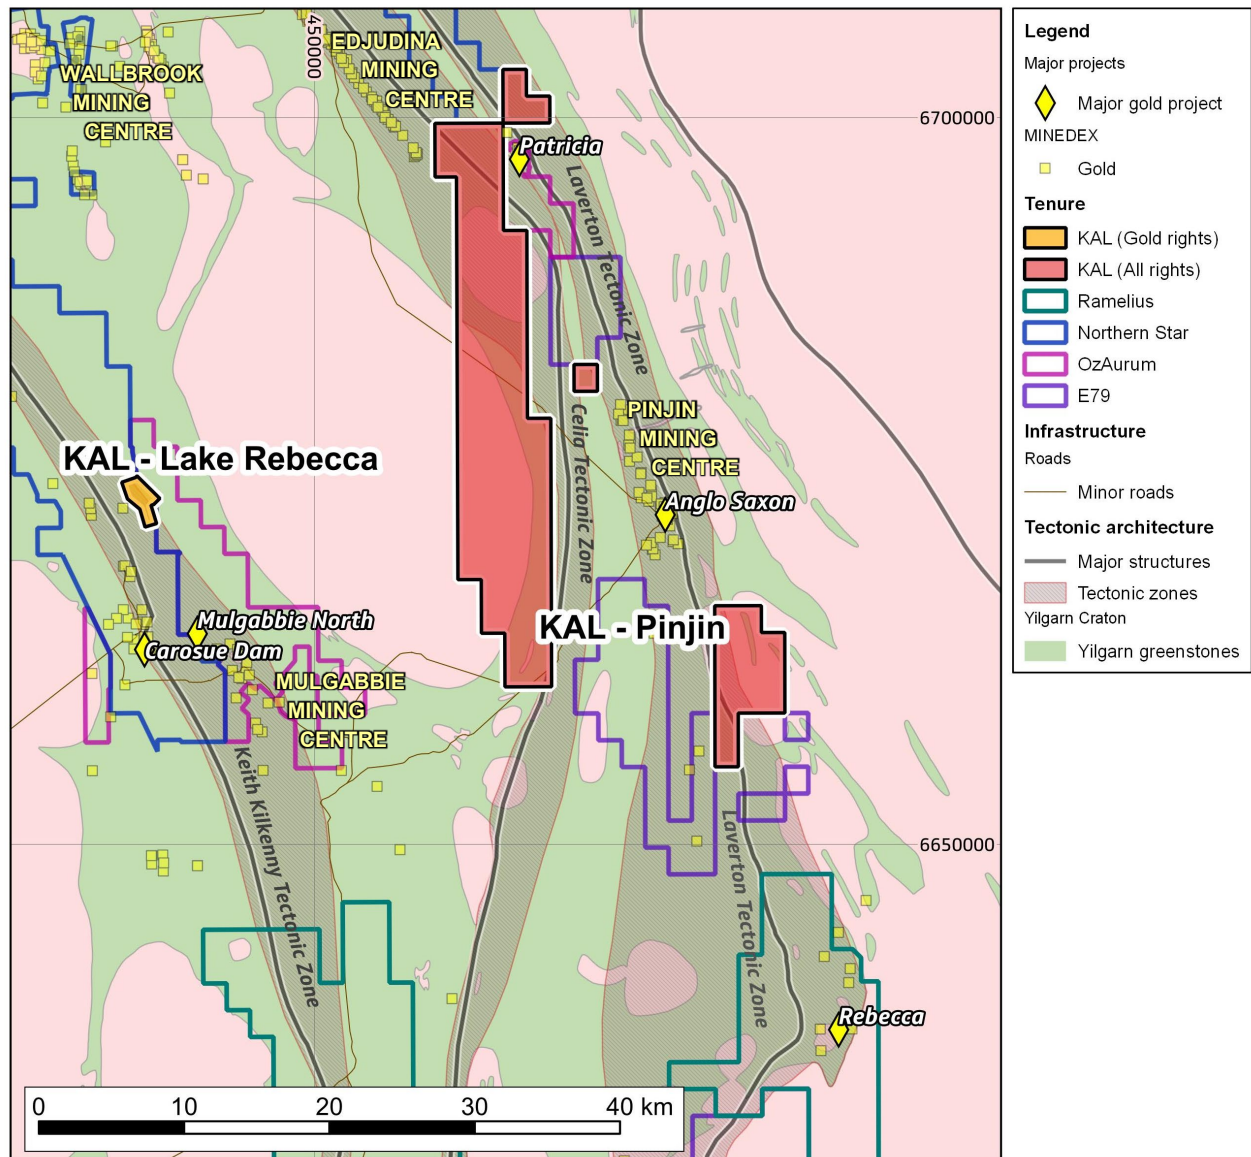 450000
EDJUDINA
MINING
CENTRE
WALLBROOK
MINING
CENTRE
6700000
Patricia
Laverton Tectonic Zone
Celia Tectonic Zone
PINJIN
MINING
CENTRE
KAL - Lake Rebecca
Anglo Saxon
Mulgabbie North
Carosue Dam
KAL - Pinjin
MULGABBIE
MINING
CENTRE
Keith Kilkenny Tectonic Zone
6650000
Laverton Tectonic Zone
Rebecca
0 10 20 30 40 km
Legend
Major projects
Major gold project
MINEDEX
Gold
Tenure
KAL (Gold rights)
KAL (All rights)
Ramelius
Northern Star
OzAurum
E79
Infrastructure
Roads
Minor roads
Tectonic architecture
Major structures
Tectonic zones
Yilgarn Craton
Yilgarn greenstones